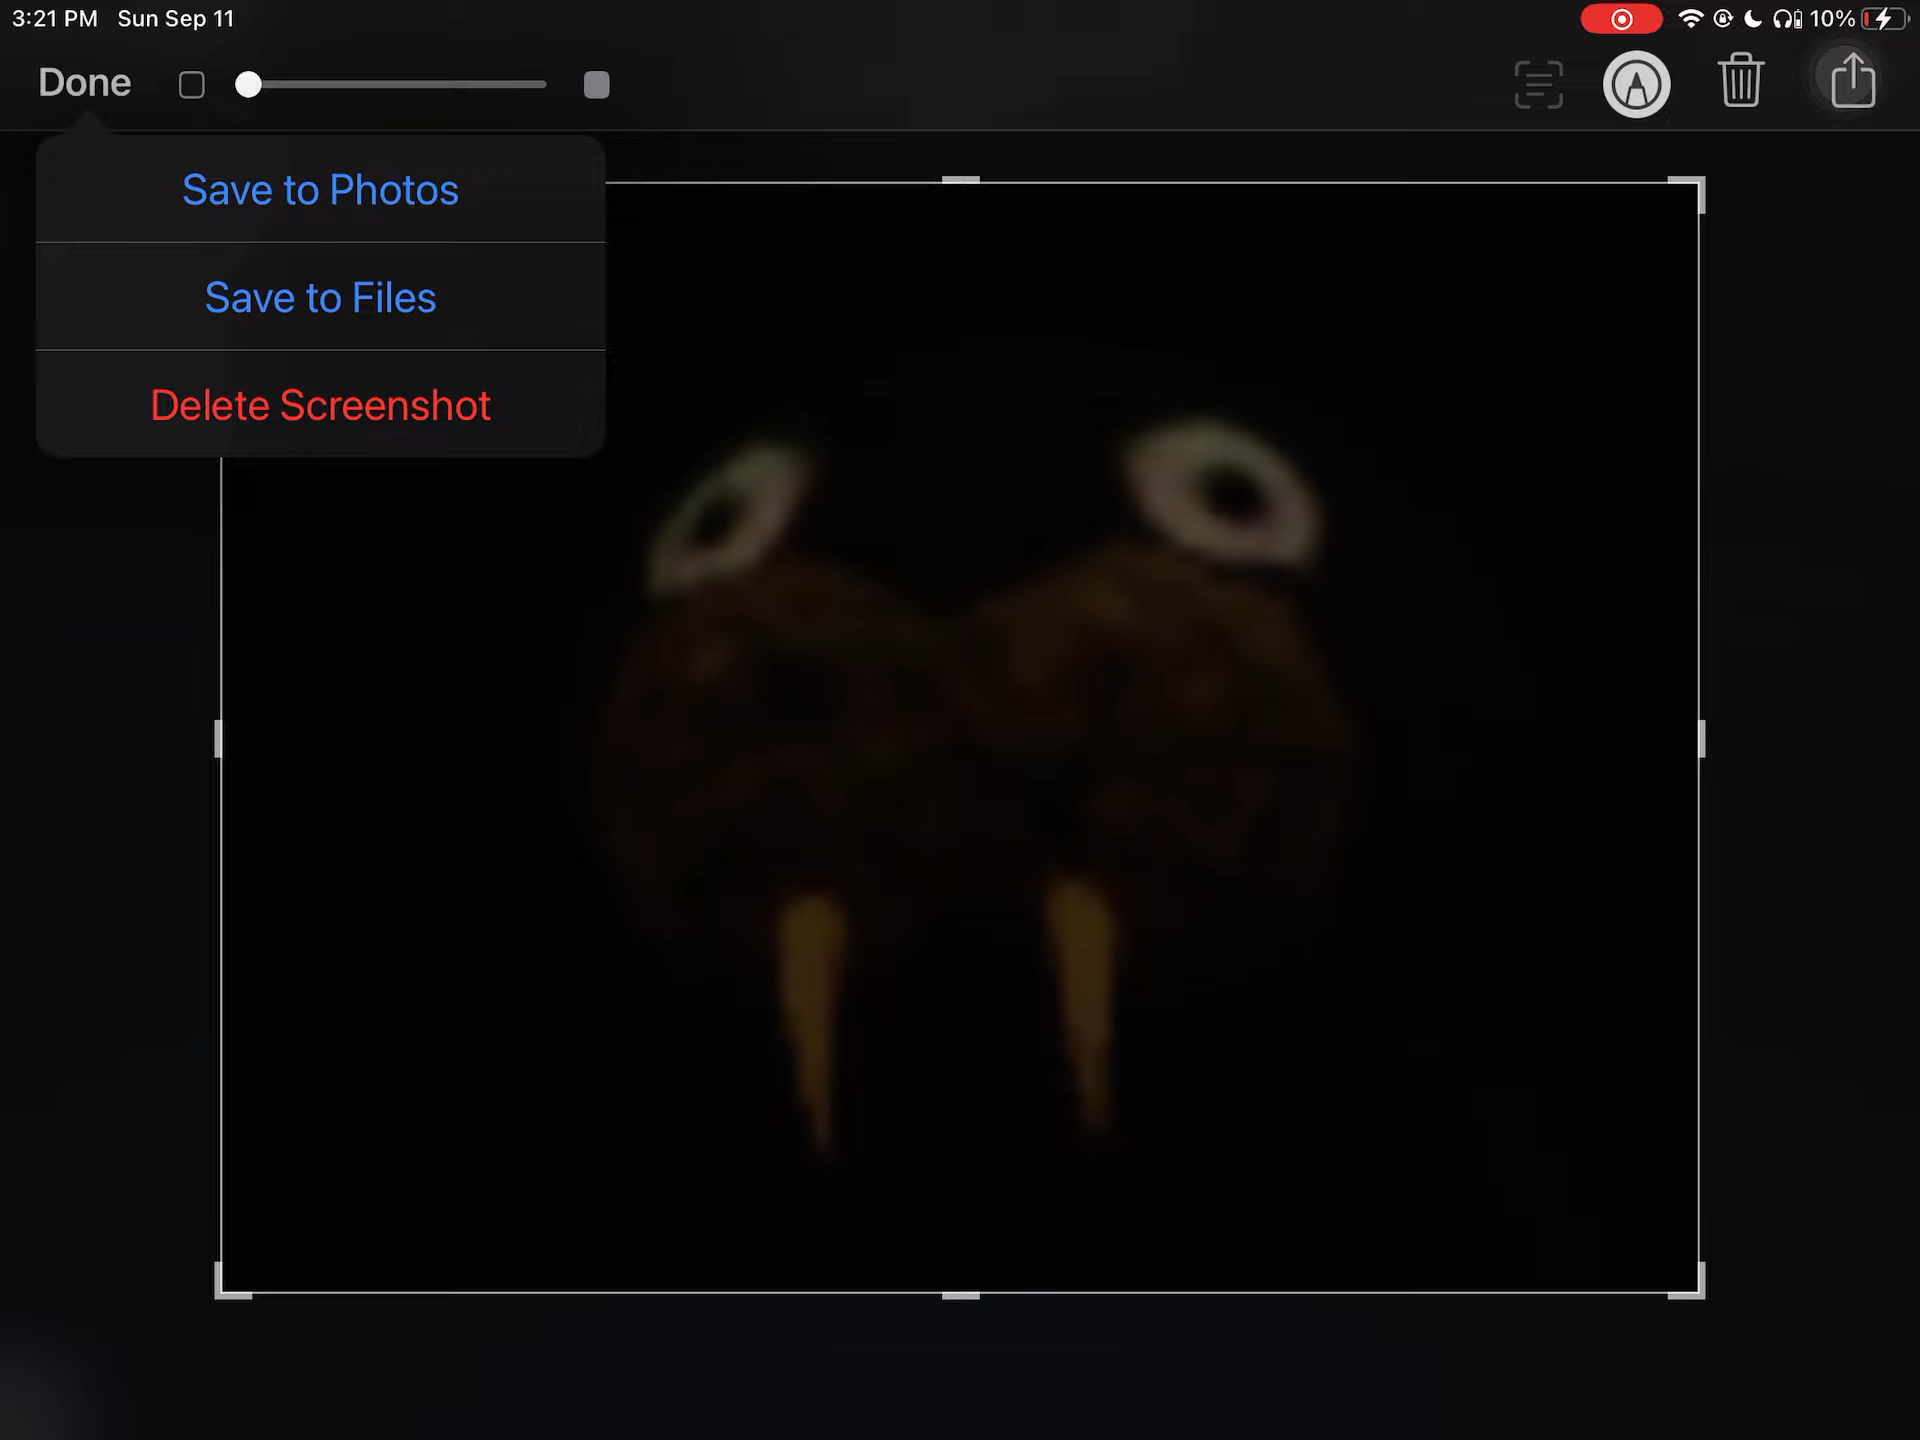 3:21 PM Sun Sep 11
10%
Done
Save to Photos
Save to Files
Delete Screenshot